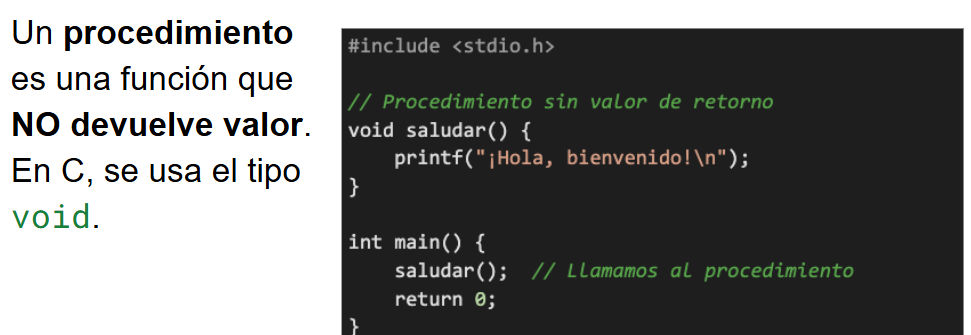 Un procedimiento
es una función que
NO devuelve valor.
En C, se usa el tipo
void.
#include <stdio.h>
// Procedimiento sin valor de retorno
void saludar() {
    printf("¡Hola, bienvenido!\n");
}
int main() {
    saludar();  // Llamamos al procedimiento
    return 0;
}